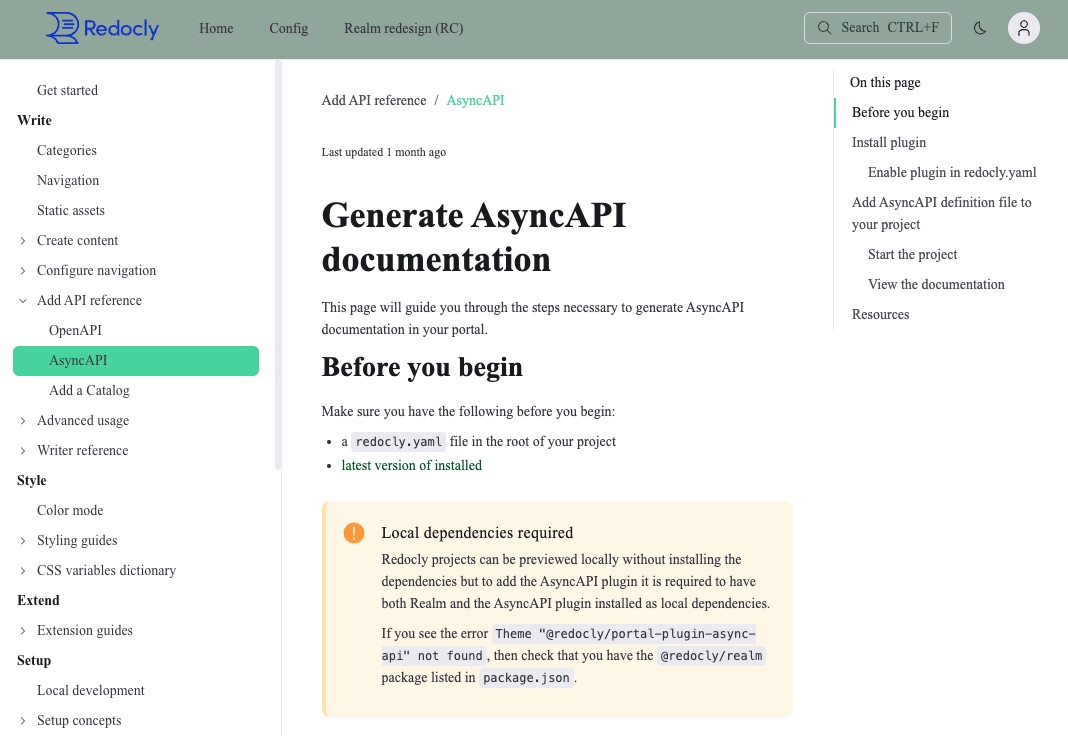 Redocly
Home
Config
Realm redesign (RC)
Search CTRL+F
Get started
Write
Categories
Navigation
Static assets
Create content
Configure navigation
Add API reference
OpenAPI
AsyncAPI
Add a Catalog
Advanced usage
Writer reference
Style
Color mode
Styling guides
CSS variables dictionary
Extend
Extension guides
Setup
Local development
Setup concepts
Add API reference / AsyncAPI
Last updated 1 month ago
Generate AsyncAPI
documentation
This page will guide you through the steps necessary to generate AsyncAPI
documentation in your portal.
Before you begin
Make sure you have the following before you begin:
• a redocly.yaml file in the root of your project
• latest version of installed
Local dependencies required
Redocly projects can be previewed locally without installing the
dependencies but to add the AsyncAPI plugin it is required to have
both Realm and the AsyncAPI plugin installed as local dependencies.
If you see the error Theme "@redocly/portal-plugin-async-
api" not found, then check that you have the @redocly/realm
package listed in package.json.
On this page
Before you begin
Install plugin
Enable plugin in redocly.yaml
Add AsyncAPI definition file to
your project
Start the project
View the documentation
Resources